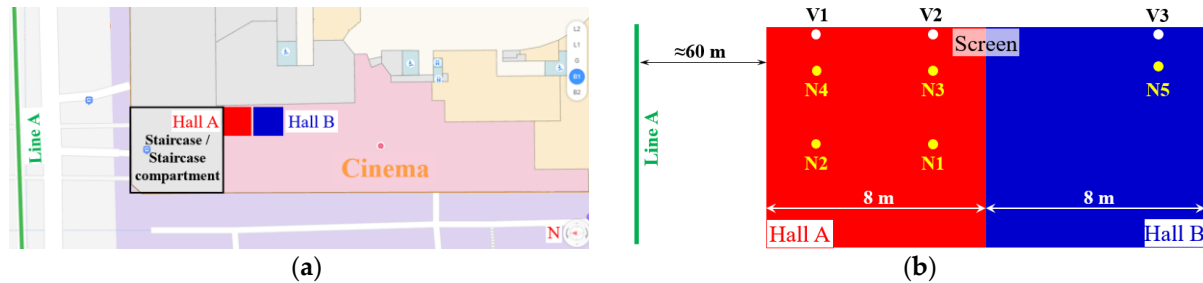 L2
L1
G
B1
B2
Hall A
Hall B
Line A
Staircase /
Staircase
compartment
Cinema
N
(a)
V1
V2
V3
Screen
≈60 m
N4
N3
N5
Line A
N2
N1
8 m
8 m
Hall A
Hall B
(b)